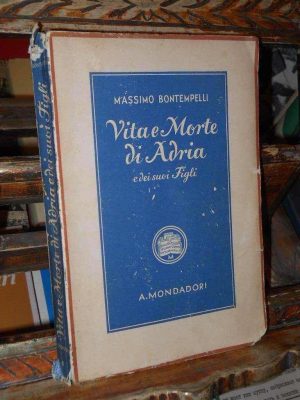 MASSIMO BONTEMPELLI
Vita e Morte
di Adria
e dei suoi Figli
M
A. MONDADORI
Vita e Morte di Adria e dei suoi Figli